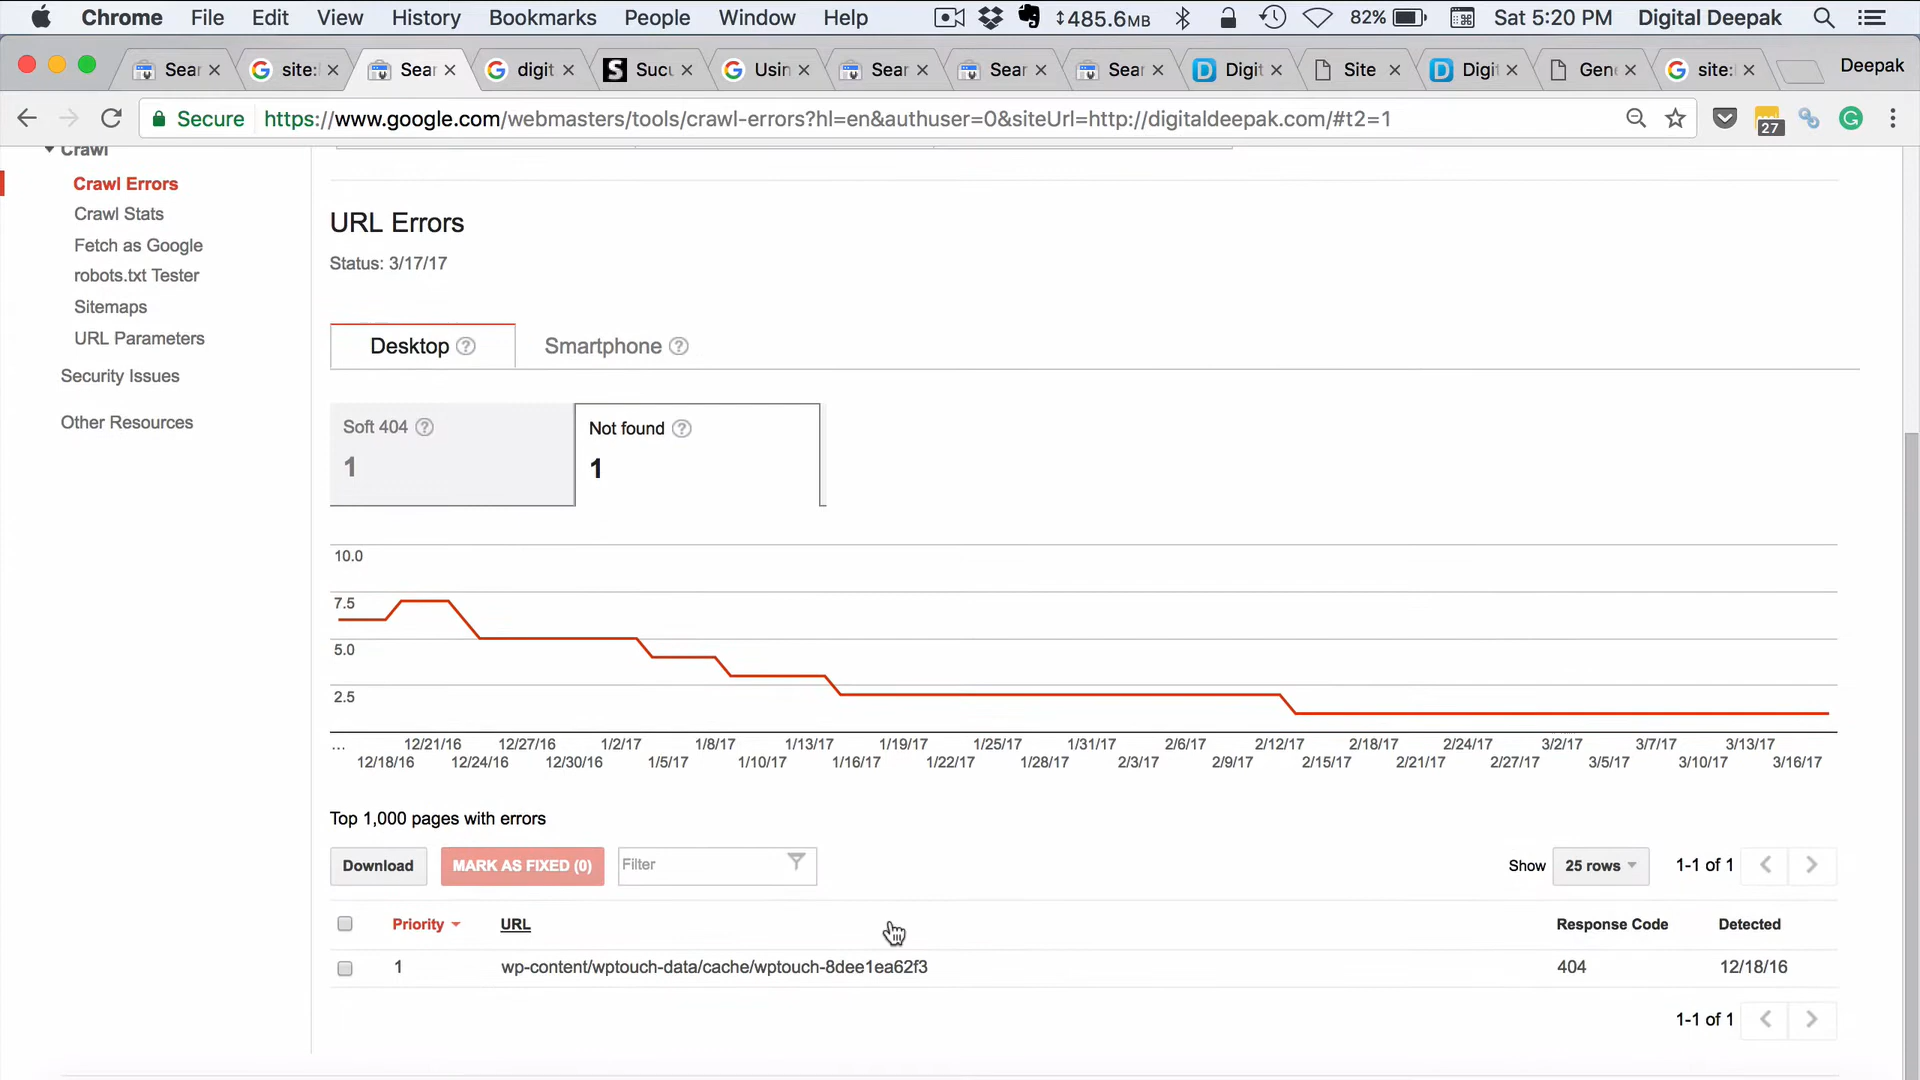 Chrome File Edit View History Bookmarks People Window Help 485.6MB 82% Sat 5:20 PM Digital Deepak
Sear site: Sear digit S Suct Usin Sear Sear Sear D Digit Site D Digit Gene site: Deepak
Secure https://www.google.com/webmasters/tools/crawl-errors?hl=en&authuser=0&siteUrl=http://digitaldeepak.com/#t2=1 27
Crawl
Crawl Errors
Crawl Stats
Fetch as Google
robots.txt Tester
Sitemaps
URL Parameters
Security Issues
Other Resources
URL Errors
Status: 3/17/17
Desktop ? Smartphone ?
Soft 404 ? Not found ?
1 1
10.0
7.5
5.0
2.5
... 12/21/16 12/27/16 1/2/17 1/8/17 1/13/17 1/19/17 1/25/17 1/31/17 2/6/17 2/12/17 2/18/17 2/24/17 3/2/17 3/7/17 3/13/17
12/18/16 12/24/16 12/30/16 1/5/17 1/10/17 1/16/17 1/22/17 1/28/17 2/3/17 2/9/17 2/15/17 2/21/17 2/27/17 3/5/17 3/10/17 3/16/17
Top 1,000 pages with errors
Download MARK AS FIXED (0) Filter Show 25 rows 1-1 of 1
Priority URL Response Code Detected
1 wp-content/wptouch-data/cache/wptouch-8dee1ea62f3 404 12/18/16
1-1 of 1